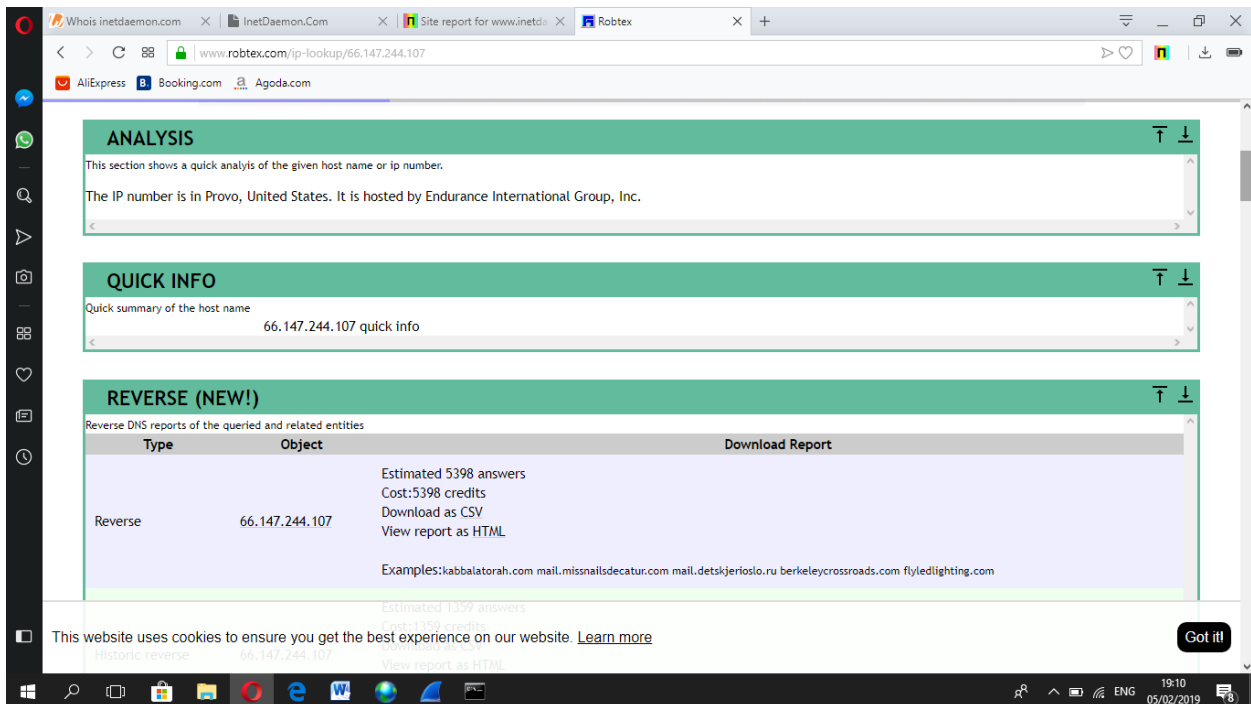 Whois inetdaemon.com
InetDaemon.Com
Site report for www.inetda
Robtex
www.robtex.com/ip-lookup/66.147.244.107
AliExpress B. Booking.com a Agoda.com
ANALYSIS
This section shows a quick analyis of the given host name or ip number.
The IP number is in Provo, United States. It is hosted by Endurance International Group, Inc.
QUICK INFO
Quick summary of the host name
66.147.244.107 quick info
REVERSE (NEW!)
Reverse DNS reports of the queried and related entities
Type Object Download Report
Estimated 5398 answers
Cost:5398 credits
Download as CSV
View report as HTML
Reverse 66.147.244.107
Examples:kabbalatorah.com mail.missnailsdecatur.com mail.detskjerioslo.ru berkeleycrossroads.com flyledlighting.com
Estimated 1359 answers
Cost:1359 credits
Download as CSV
View report as HTML
Historic reverse 66.147.244.107
This website uses cookies to ensure you get the best experience on our website. Learn more
Got it!
ENG
19:10
05/02/2019
8